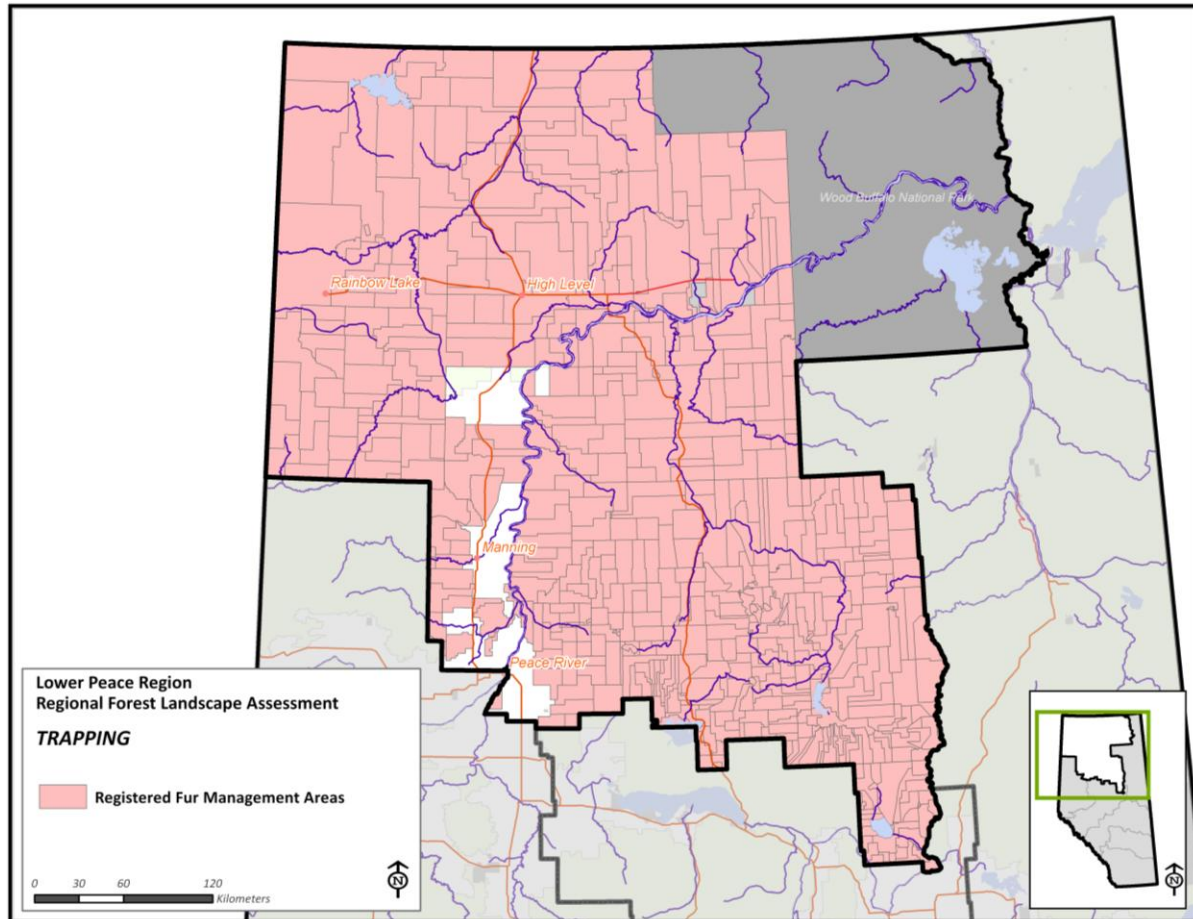 Wood Buffalo National Park
Rainbow Lake
High Level
Manning
Peace River
Lower Peace Region
Regional Forest Landscape Assessment
TRAPPING
Registered Fur Management Areas
0 30 60 120
Kilometers
N
N